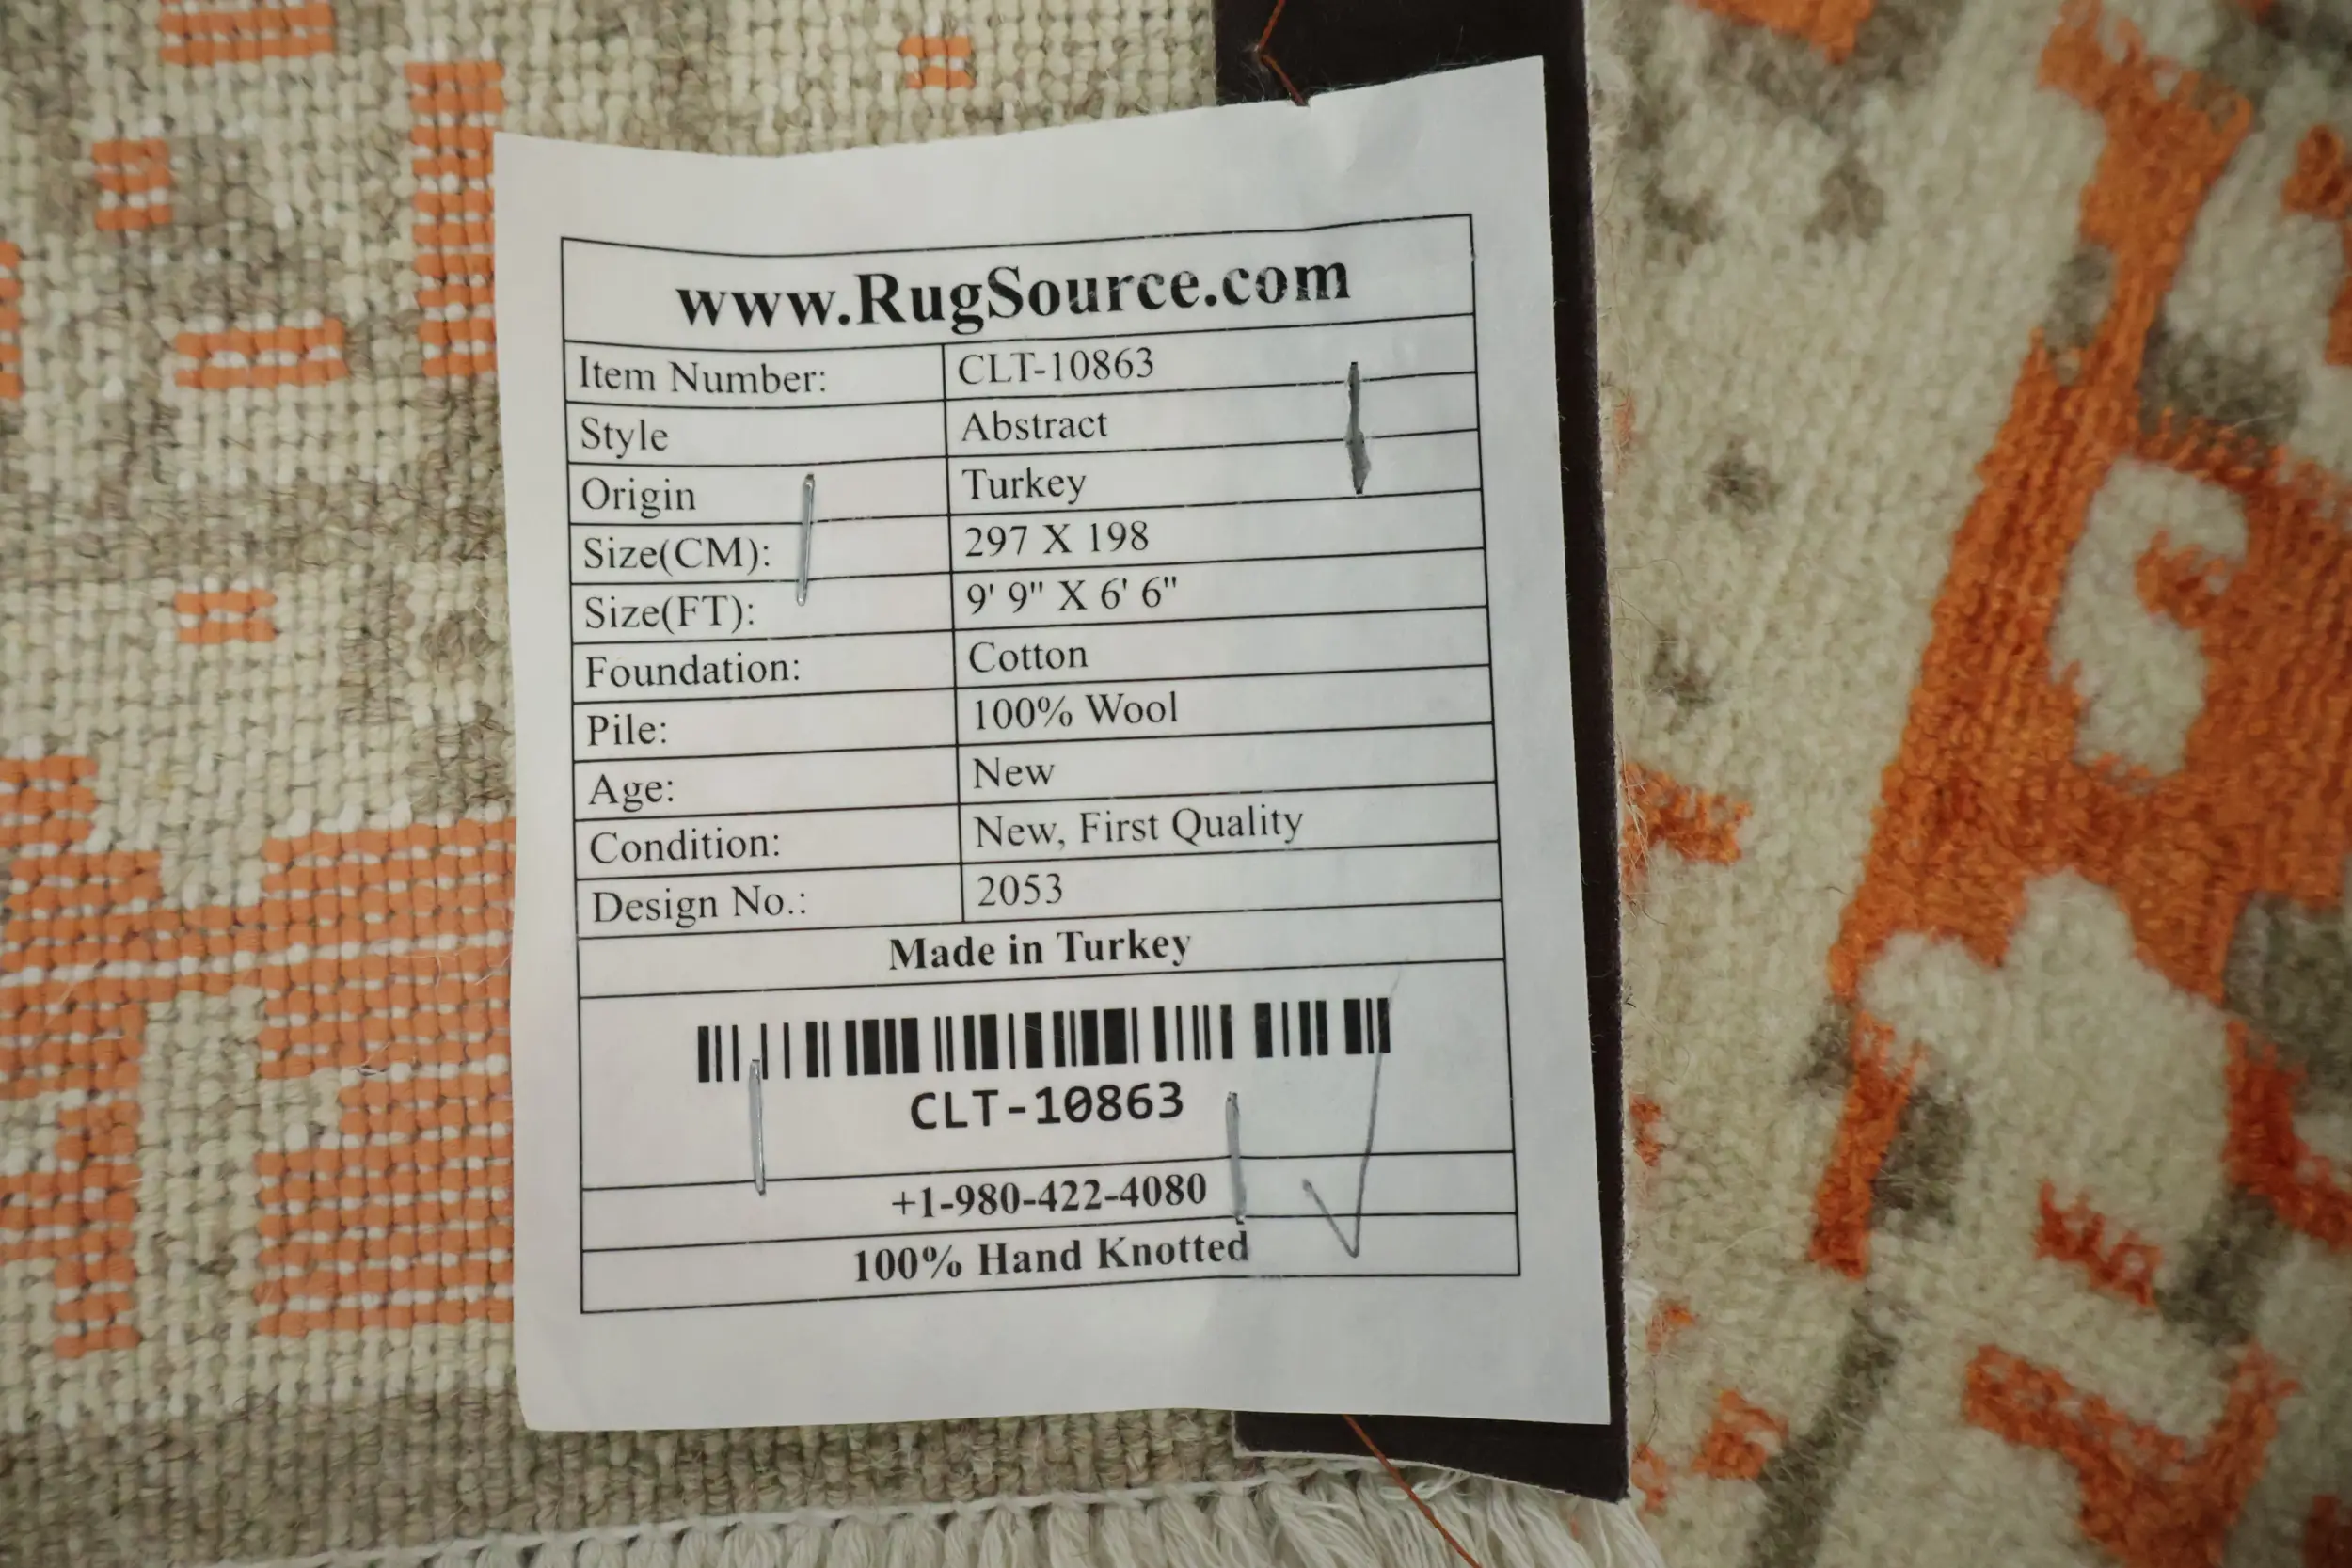 www.RugSource.com
Item Number: CLT-10863
Style Abstract
Origin Turkey
Size(CM): 297 X 198
Size(FT): 9' 9" X 6' 6"
Foundation: Cotton
Pile: 100% Wool
Age: New
Condition: New, First Quality
Design No.: 2053
Made in Turkey
CLT-10863
+1-980-422-4080
100% Hand Knotted